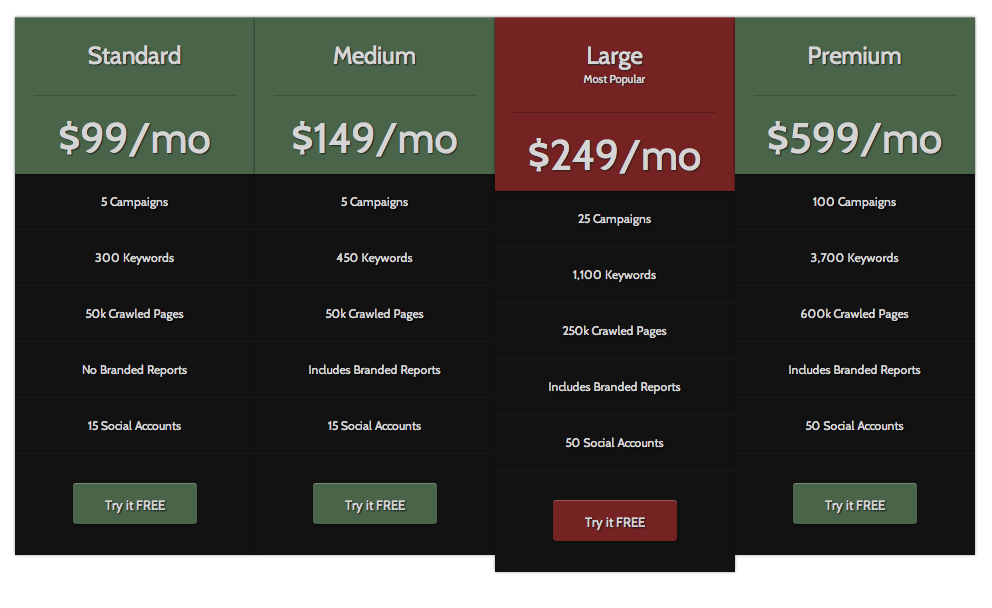 Standard
$99/mo
5 Campaigns
300 Keywords
50k Crawled Pages
No Branded Reports
15 Social Accounts
Try it FREE
Medium
$149/mo
5 Campaigns
450 Keywords
50k Crawled Pages
Includes Branded Reports
15 Social Accounts
Try it FREE
Large
Most Popular
$249/mo
25 Campaigns
1,100 Keywords
250k Crawled Pages
Includes Branded Reports
50 Social Accounts
Try it FREE
Premium
$599/mo
100 Campaigns
3,700 Keywords
600k Crawled Pages
Includes Branded Reports
50 Social Accounts
Try it FREE